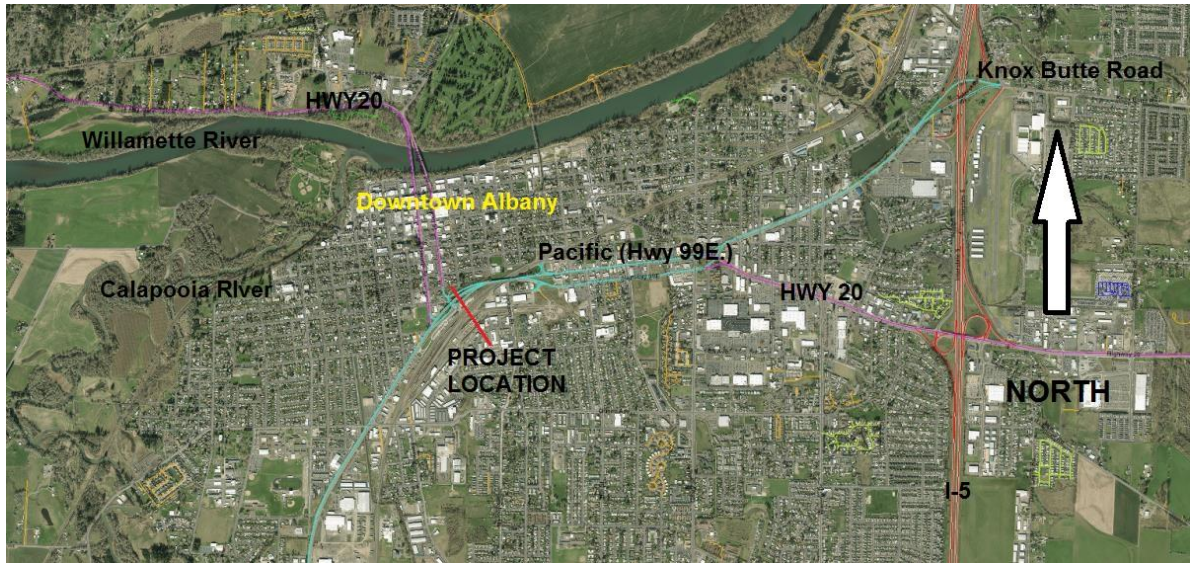 Knox Butte Road
HWY20
Willamette River
Downtown Albany
Pacific (Hwy 99E.)
Calapooia RIver
HWY 20
PROJECT
LOCATION
NORTH
I-5